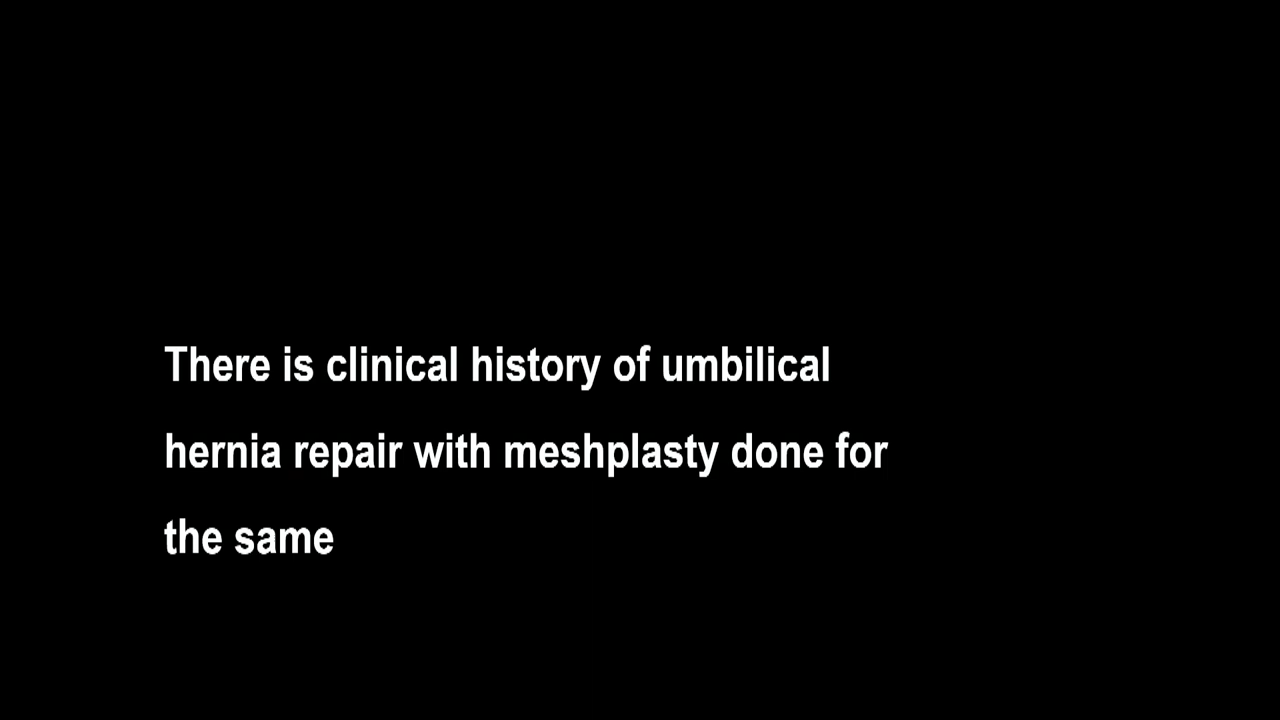 There is clinical history of umbilical
hernia repair with meshplasty done for
the same